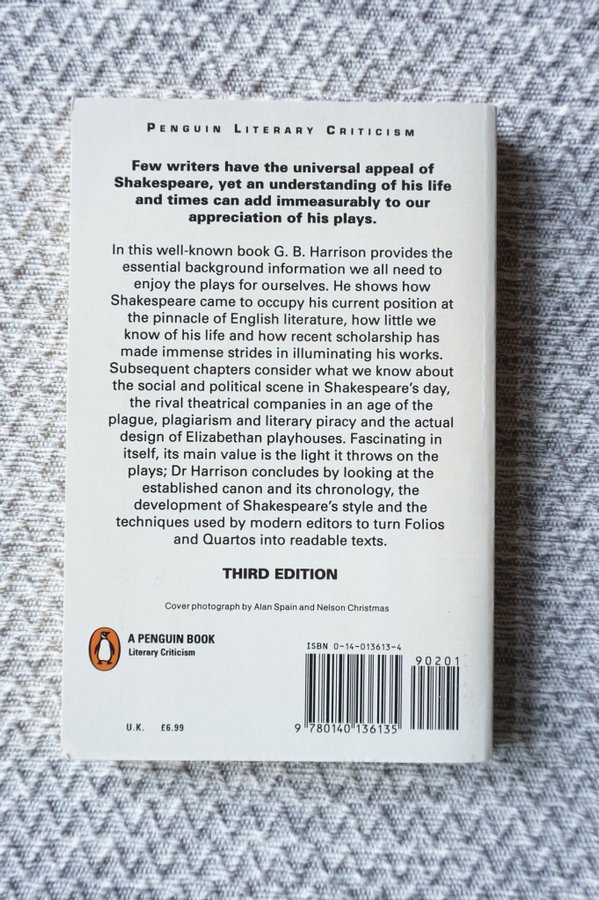 PENGUIN LITERARY CRITICISM
Few writers have the universal appeal of
Shakespeare, yet an understanding of his life
and times can add immeasurably to our
appreciation of his plays.
In this well-known book G. B. Harrison provides the
essential background information we all need to
enjoy the plays for ourselves. He shows how
Shakespeare came to occupy his current position at
the pinnacle of English literature, how little we
know of his life and how recent scholarship has
made immense strides in illuminating his works.
Subsequent chapters consider what we know about
the social and political scene in Shakespeare's day,
the rival theatrical companies in an age of the
plague, plagiarism and literary piracy and the actual
design of Elizabethan playhouses. Fascinating in
itself, its main value is the light it throws on the
plays; Dr Harrison concludes by looking at the
established canon and its chronology, the
development of Shakespeare's style and the
techniques used by modern editors to turn Folios
and Quartos into readable texts.
THIRD EDITION
Cover photograph by Alan Spain and Nelson Christmas
A PENGUIN BOOK
Literary Criticism
U.K. £6.99
ISBN 0-14-013613-4
90201
9 780140 136135